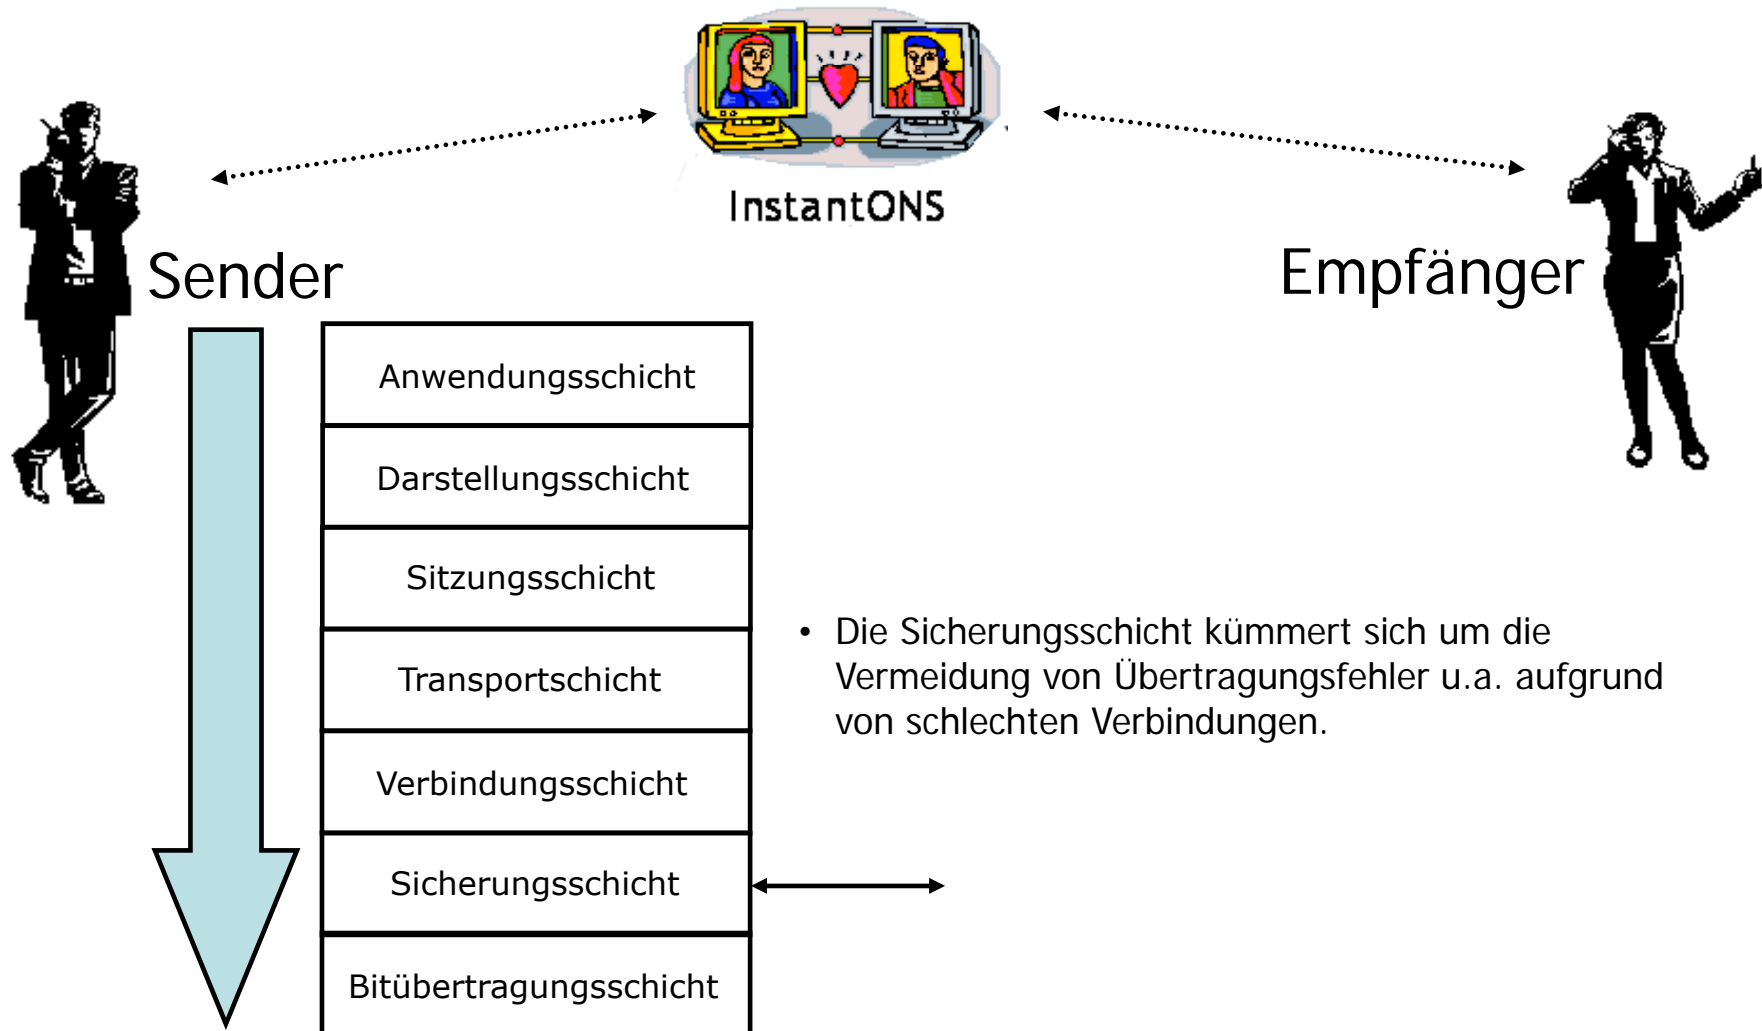 InstantONS
Sender
Empfänger
Anwendungsschicht
Darstellungsschicht
Sitzungsschicht
Transportschicht
Verbindungsschicht
Sicherungsschicht
Bitübertragungsschicht
• Die Sicherungsschicht kümmert sich um die
Vermeidung von Übertragungsfehler u.a. aufgrund
von schlechten Verbindungen.